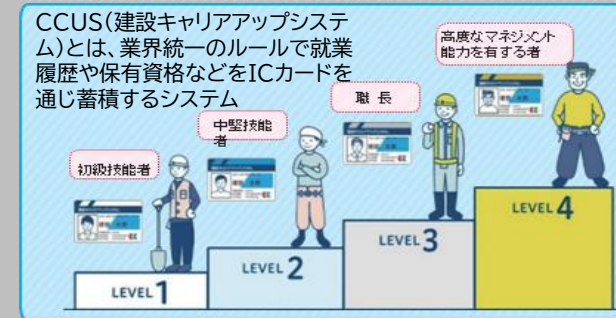 CCUS(建設キャリアアップシステ
ム)とは、業界統一のルールで就業
履歴や保有資格などをICカードを
通じ蓄積するシステム
高度なマネジメント
能力を有する者
職 長
中堅技能
者
初級技能者
LEVEL 1
LEVEL 2
LEVEL 3
LEVEL 4